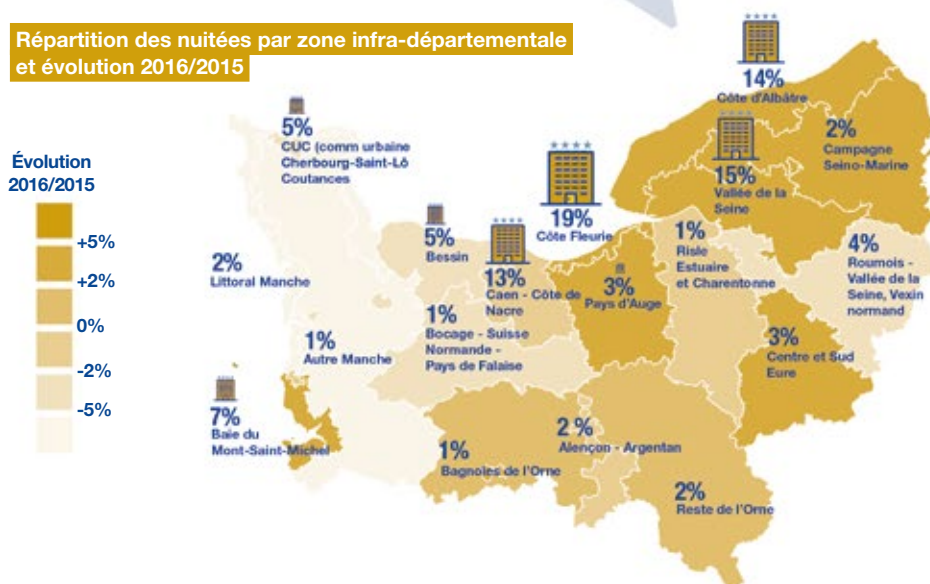 Répartition des nuitées par zone infra-départementale
et évolution 2016/2015
Évolution
2016/2015
+5%
+2%
0%
-2%
-5%
5%
CUC (comm urbaine
Cherbourg-Saint-Lô
Coutances
14%
Côte d'Albâtre
2%
Campagne
Seino-Marine
15%
Vallée de la
Seine
19%
Côte Fleurie
5%
Bessin
13%
Caen - Côte de
Nacre
3%
Pays d'Auge
1%
Risle
Estuaire
et Charentonne
4%
Roumois -
Vallée de la
Seine, Vexin
normand
2%
Littoral Manche
1%
Autre Manche
1%
Bocage - Suisse
Normande -
Pays de Falaise
3%
Centre et Sud
Eure
7%
Baie du
Mont-Saint-Michel
1%
Bagnoles de l'Orne
2 %
Alençon - Argentan
2%
Reste de l'Orne